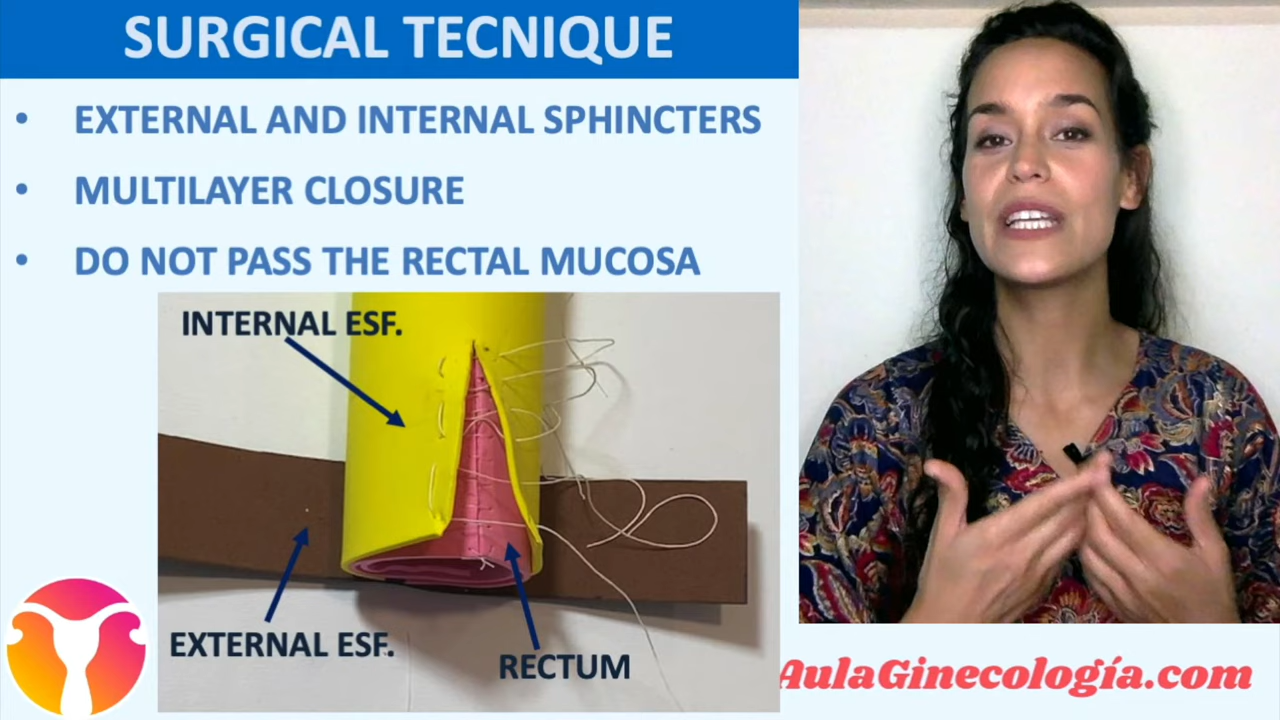 SURGICAL TECNIQUE
• EXTERNAL AND INTERNAL SPHINCTERS
• MULTILAYER CLOSURE
• DO NOT PASS THE RECTAL MUCOSA
INTERNAL ESF.
EXTERNAL ESF.
RECTUM
AulaGinecología.com